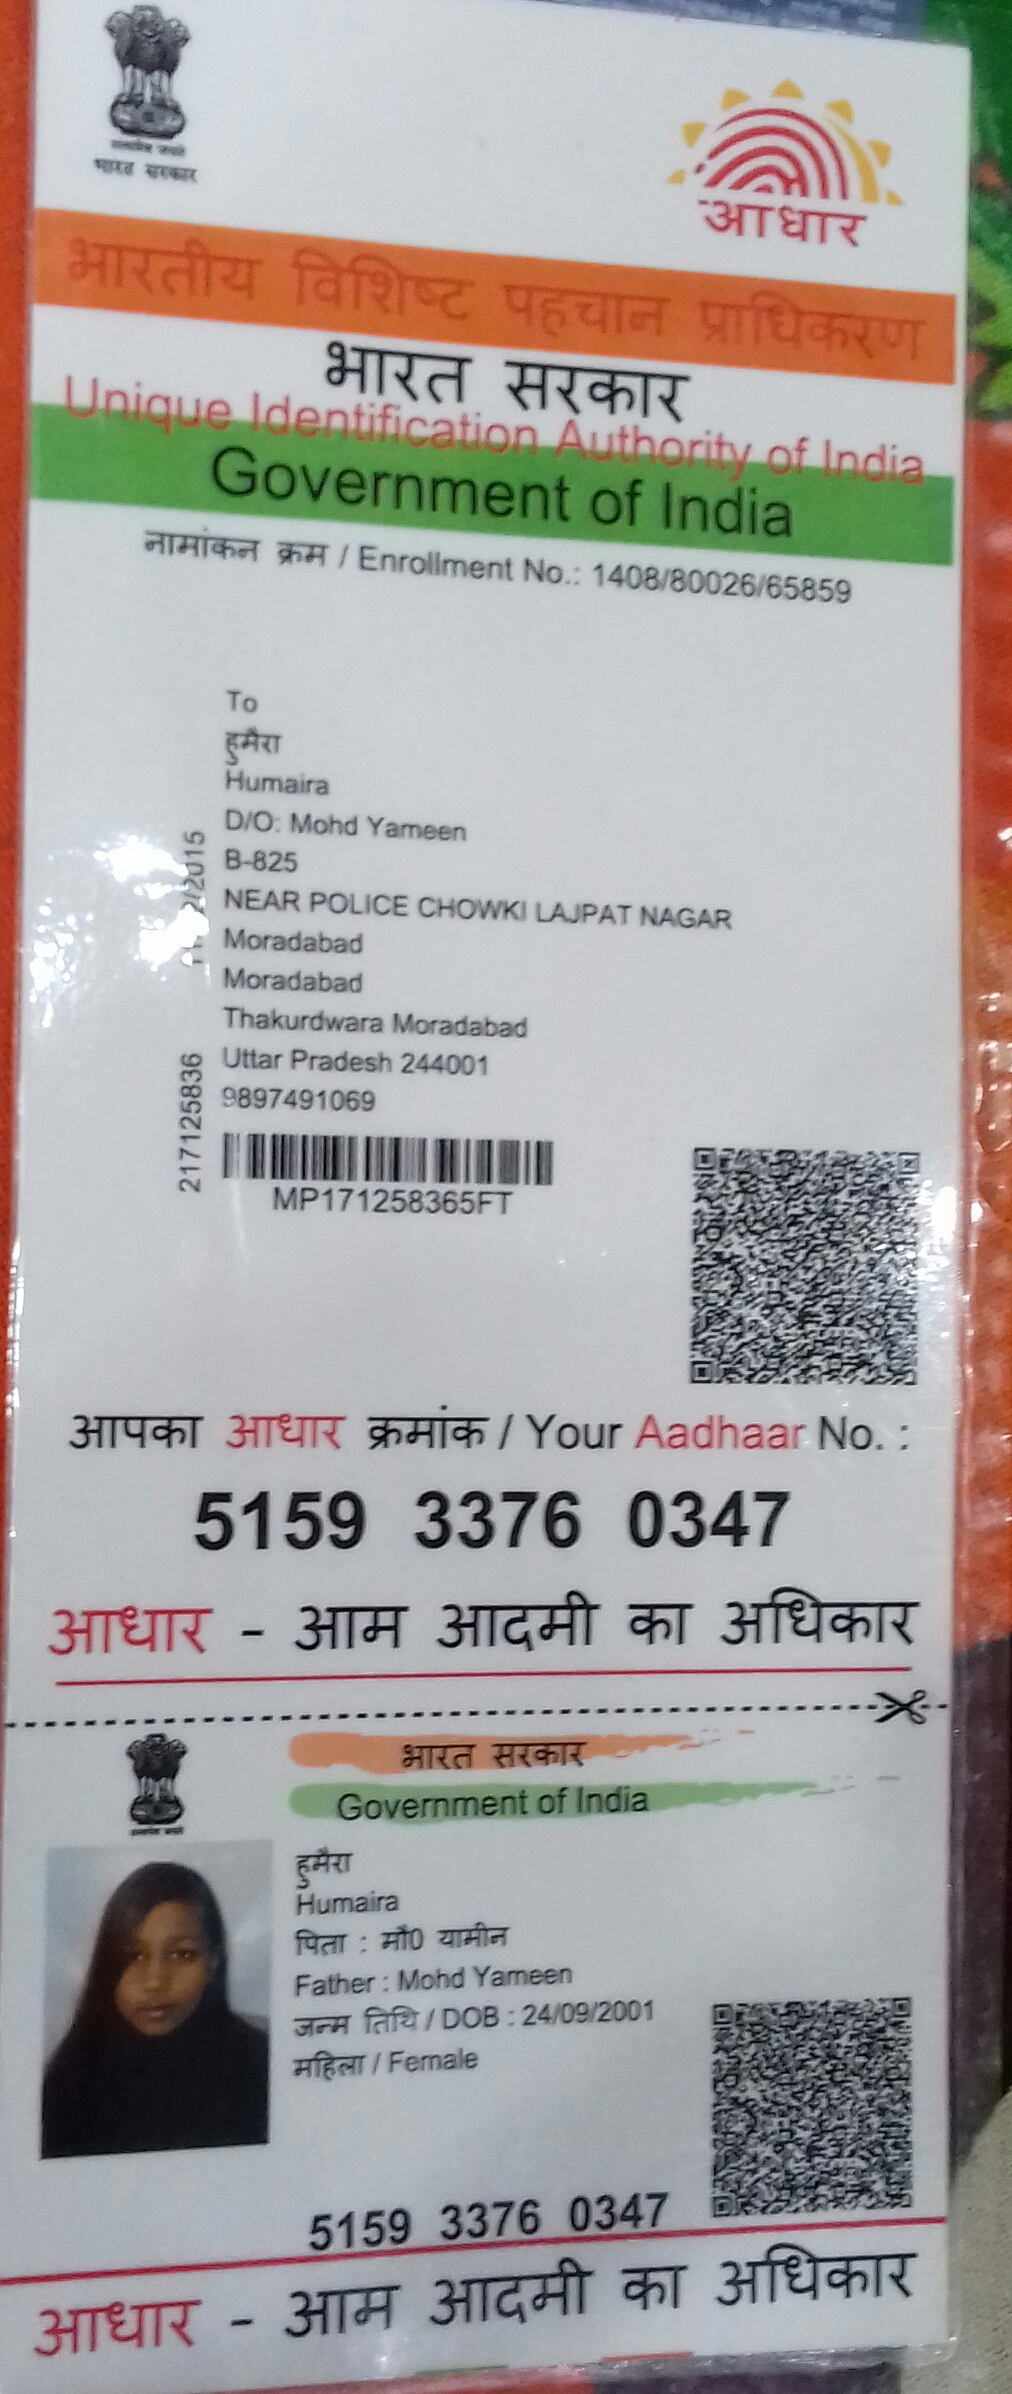 भारत सरकार
आधार
भारतीय विशिष्ट पहचान प्राधिकरण
भारत सरकार
Unique Identification Authority of India
Government of India
नामांकन क्रम / Enrollment No.: 1408/80026/65859
To
हुमैरा
Humaira
D/O: Mohd Yameen
B-825
NEAR POLICE CHOWKI LAJPAT NAGAR
Moradabad
Moradabad
Thakurdwara Moradabad
Uttar Pradesh 244001
9897491069
217125836
MP171258365FT
आपका आधार क्रमांक / Your Aadhaar No. :
5159 3376 0347
आधार - आम आदमी का अधिकार
भारत सरकार
Government of India
हुमैरा
Humaira
पिता : मौ0 यामीन
Father : Mohd Yameen
जन्म तिथि / DOB : 24/09/2001
महिला / Female
5159 3376 0347
आधार - आम आदमी का अधिकार